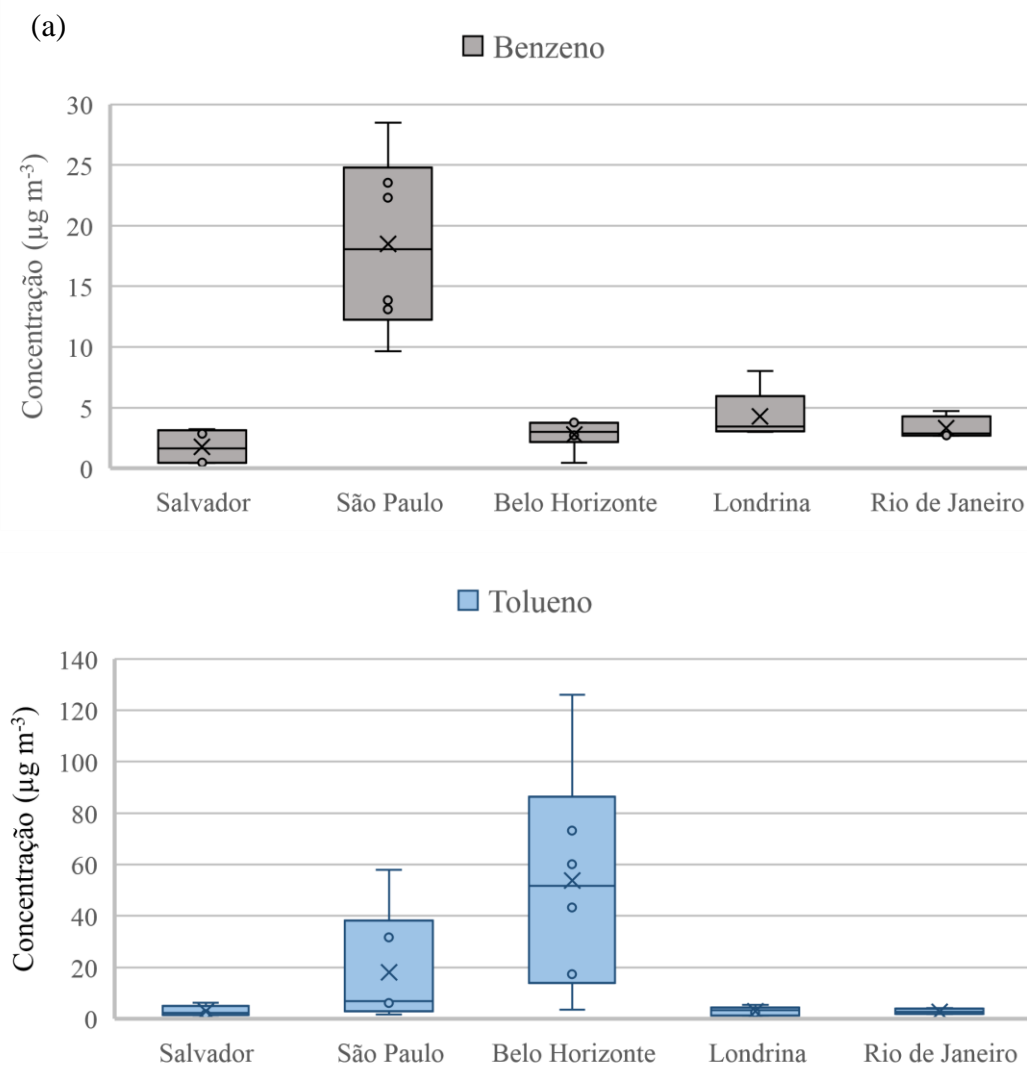 (a)
Benzeno
Concentração (µg m-3)
30
25
20
15
10
5
0
Salvador São Paulo Belo Horizonte Londrina Rio de Janeiro
Tolueno
Concentração (µg m-3)
140
120
100
80
60
40
20
0
Salvador São Paulo Belo Horizonte Londrina Rio de Janeiro